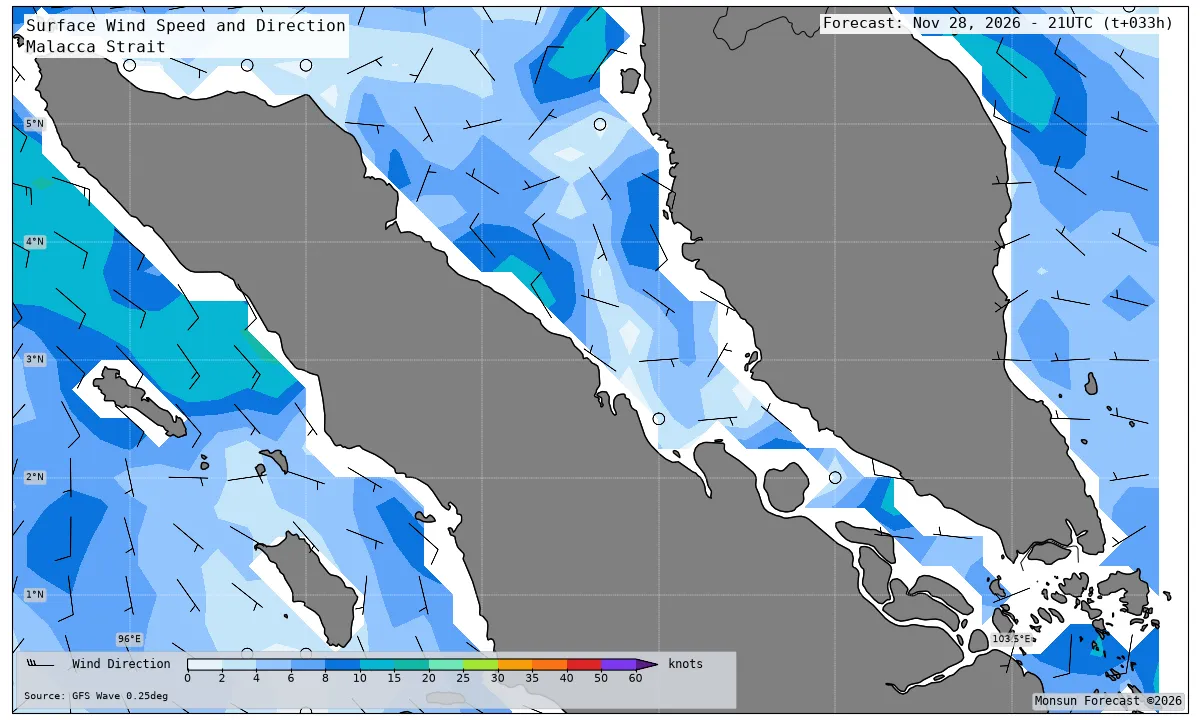 Surface Wind Speed and Direction
Malacca Strait
Forecast: Nov 28, 2026 - 21UTC (t+033h)
5°N
4°N
3°N
2°N
1°N
96°E
103.5°E
Wind Direction
knots
0 2 4 6 8 10 15 20 25 30 35 40 50 60
Source: GFS Wave 0.25deg
Monsun Forecast ©2026